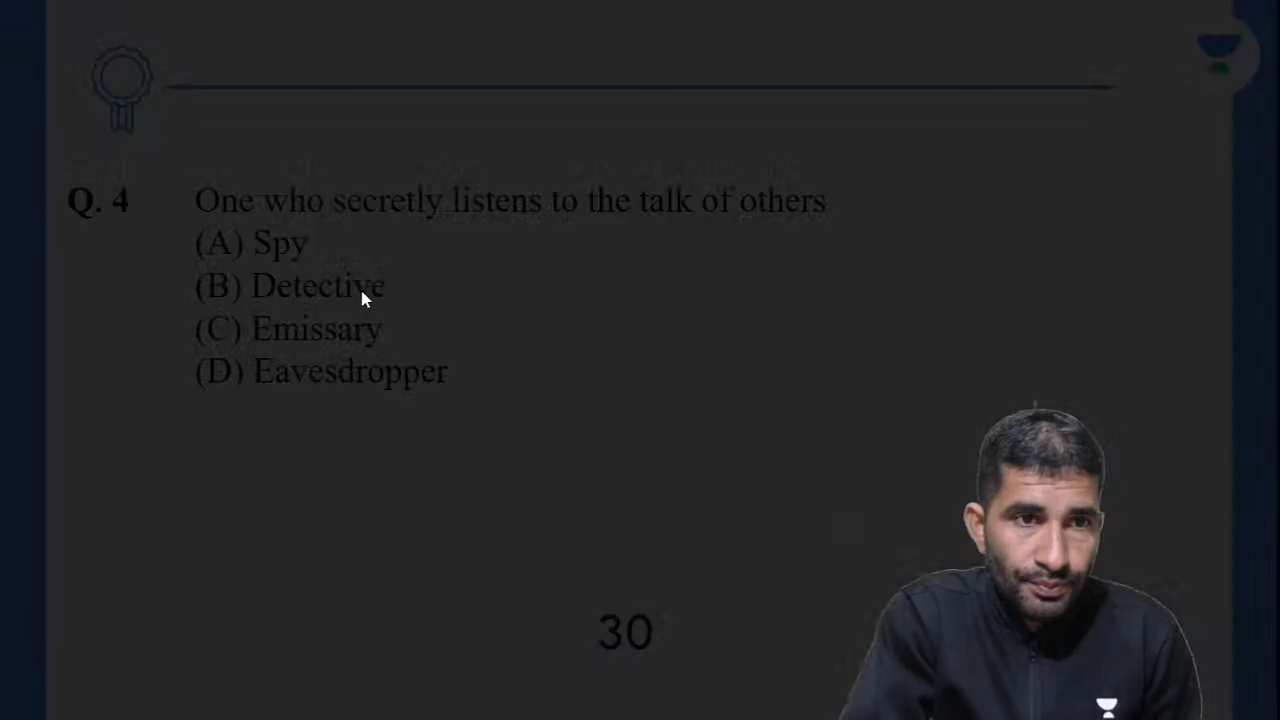 Q. 4 One who secretly listens to the talk of others
(A) Spy
(B) Detective
(C) Emissary
(D) Eavesdropper
30